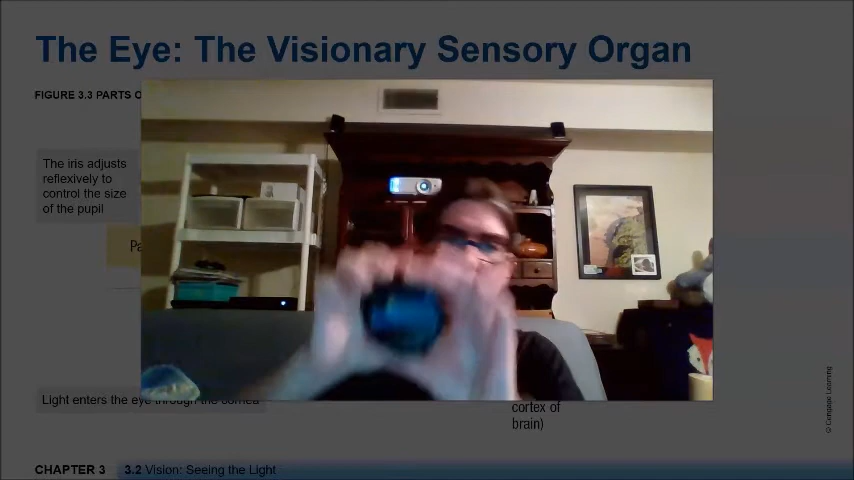 The Eye: The Visionary Sensory Organ
FIGURE 3.3 PARTS O
The iris adjusts
reflexively to
control the size
of the pupil
Pa
Light enters the eye through the cornea
cortex of
brain)
© Cengage Learning
CHAPTER 3 3.2 Vision: Seeing the Light